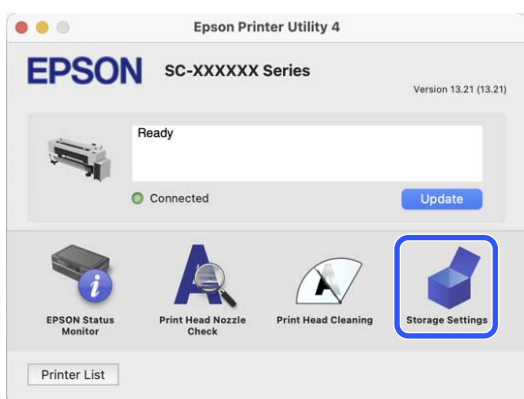 Epson Printer Utility 4
EPSON
SC-XXXXXX Series
Version 13.21 (13.21)
Ready
Connected
Update
EPSON Status
Monitor
Print Head Nozzle
Check
Print Head Cleaning
Storage Settings
Printer List